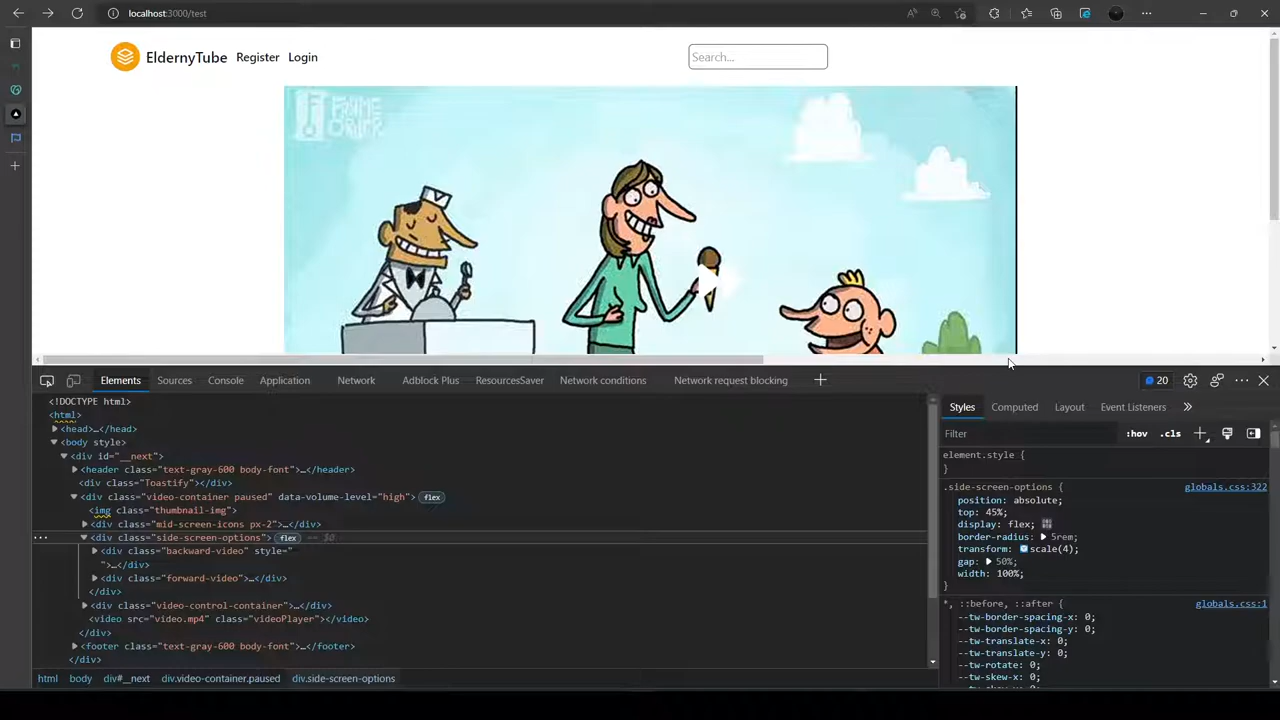 localhost:3000/test
EldernyTube Register Login Search...
FRAME ORDER
Elements Sources Console Application Network Adblock Plus ResourcesSaver Network conditions Network request blocking 20
Styles Computed Layout Event Listeners
Filter :hov .cls
<!DOCTYPE html>
<html>
<head>…</head>
<body style>
<div id="__next">
<header class="text-gray-600 body-font">…</header>
<div class="Toastify"></div>
<div class="video-container paused" data-volume-level="high"> flex
<img class="thumbnail-img">
<div class="mid-screen-icons px-2">…</div>
<div class="side-screen-options"> flex == $0
<div class="backward-video" style="
">…</div>
<div class="forward-video">…</div>
</div>
<div class="video-control-container">…</div>
<video src="video.mp4" class="videoPlayer"></video>
</div>
<footer class="text-gray-600 body-font">…</footer>
</div>
html body div#__next div.video-container.paused div.side-screen-options
element.style {
}
.side-screen-options { globals.css:322
position: absolute;
top: 45%;
display: flex;
border-radius: 5rem;
transform: scale(4);
gap: 50%;
width: 100%;
}
*, ::before, ::after { globals.css:1
--tw-border-spacing-x: 0;
--tw-border-spacing-y: 0;
--tw-translate-x: 0;
--tw-translate-y: 0;
--tw-rotate: 0;
--tw-skew-x: 0;